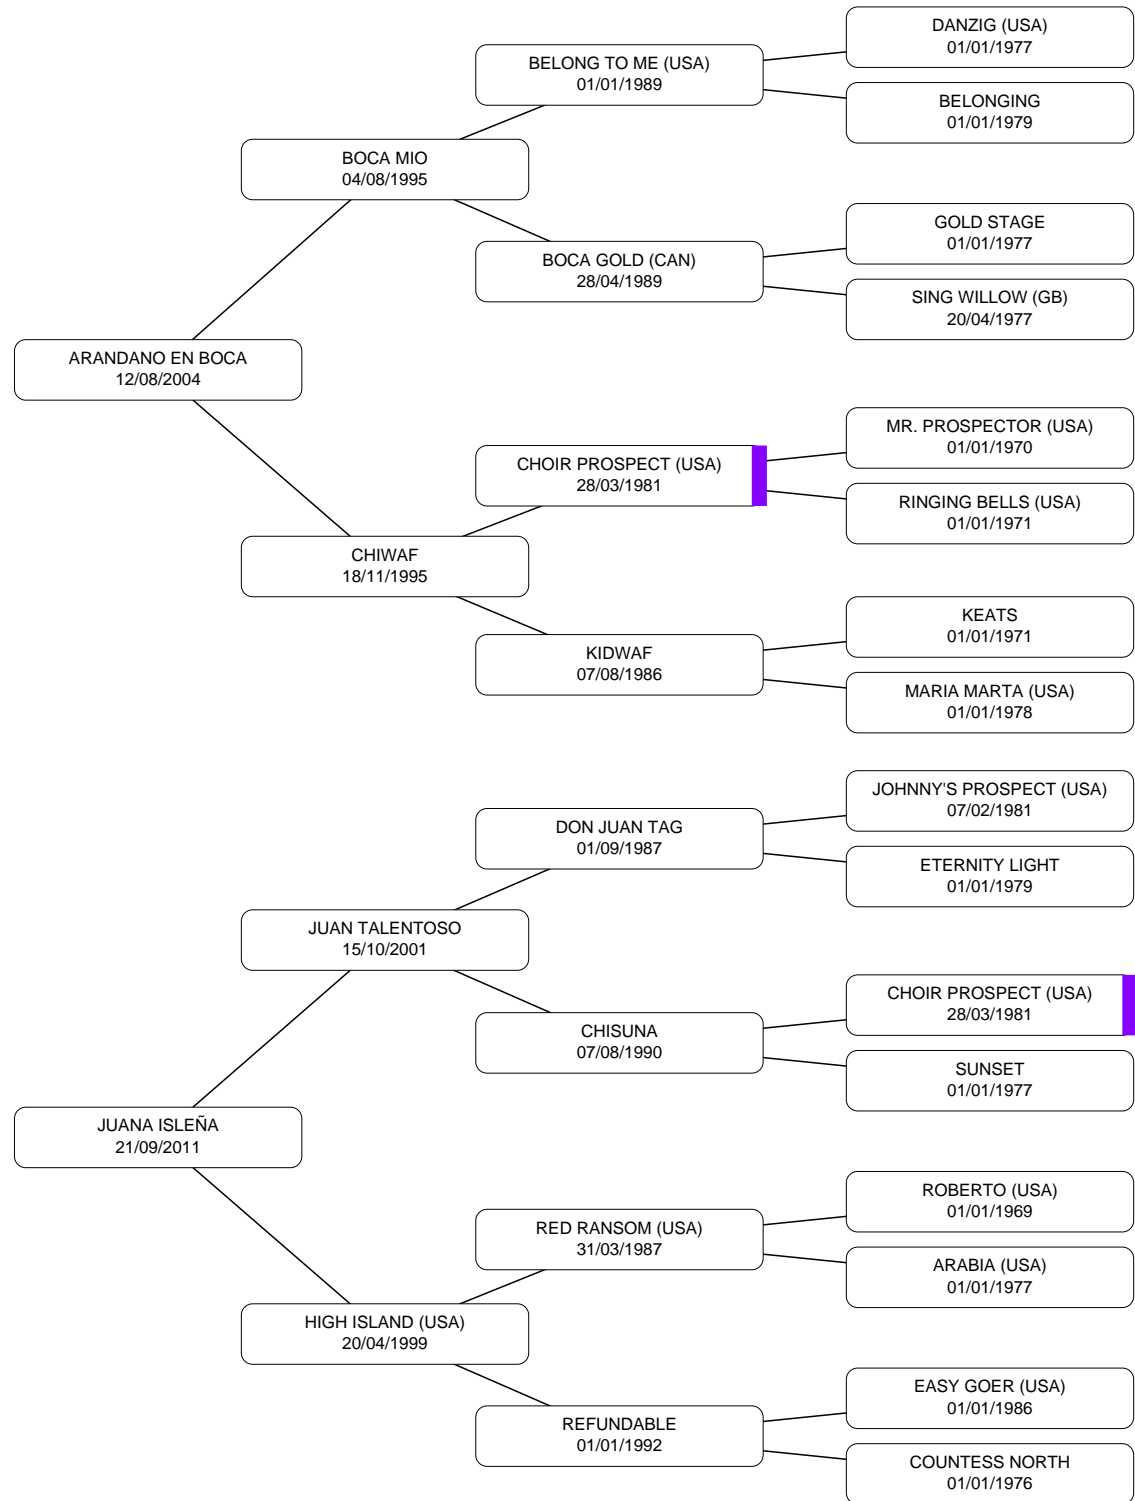 DANZIG (USA)
01/01/1977
BELONG TO ME (USA)
01/01/1989
BELONGING
01/01/1979
BOCA MIO
04/08/1995
GOLD STAGE
01/01/1977
BOCA GOLD (CAN)
28/04/1989
SING WILLOW (GB)
20/04/1977
ARANDANO EN BOCA
12/08/2004
MR. PROSPECTOR (USA)
01/01/1970
CHOIR PROSPECT (USA)
28/03/1981
RINGING BELLS (USA)
01/01/1971
CHIWAF
18/11/1995
KEATS
01/01/1971
KIDWAF
07/08/1986
MARIA MARTA (USA)
01/01/1978
JOHNNY'S PROSPECT (USA)
07/02/1981
DON JUAN TAG
01/09/1987
ETERNITY LIGHT
01/01/1979
JUAN TALENTOSO
15/10/2001
CHOIR PROSPECT (USA)
28/03/1981
CHISUNA
07/08/1990
SUNSET
01/01/1977
JUANA ISLEÑA
21/09/2011
ROBERTO (USA)
01/01/1969
RED RANSOM (USA)
31/03/1987
ARABIA (USA)
01/01/1977
HIGH ISLAND (USA)
20/04/1999
EASY GOER (USA)
01/01/1986
REFUNDABLE
01/01/1992
COUNTESS NORTH
01/01/1976